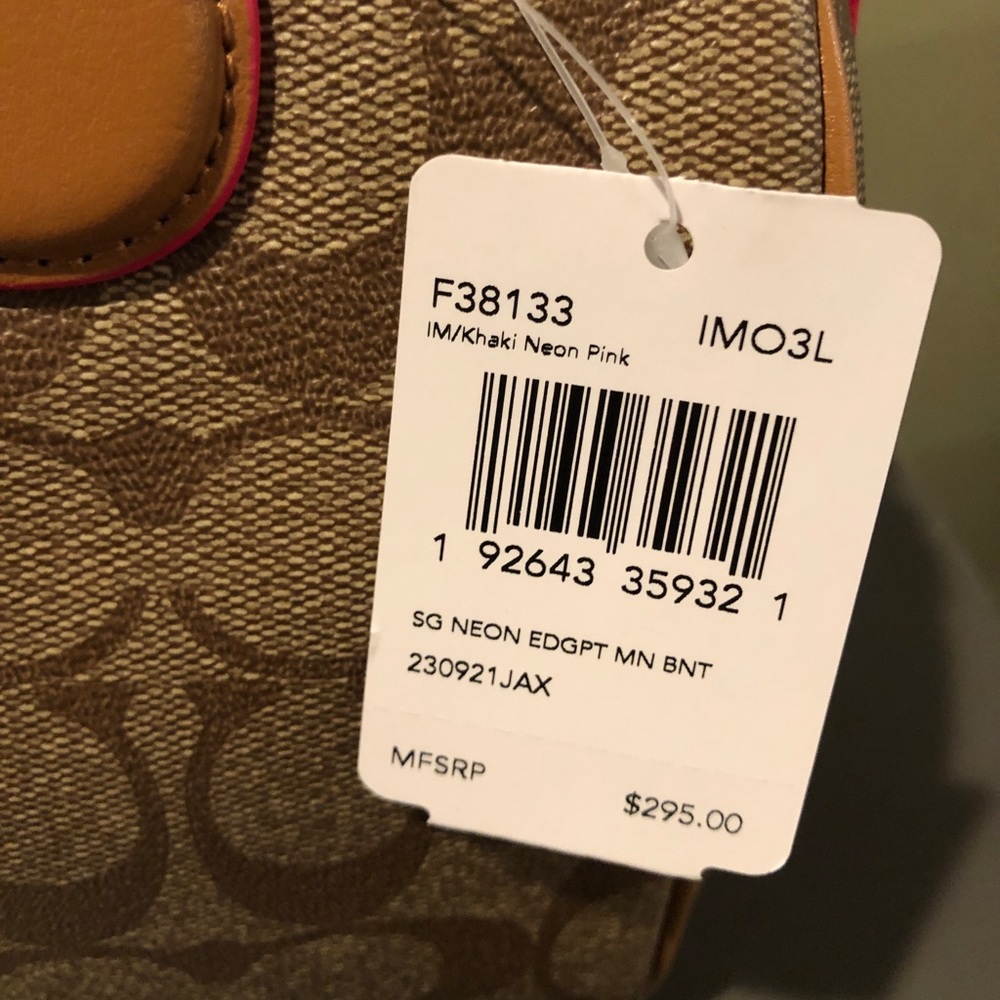 F38133 IMO3L
IM/Khaki Neon Pink
1 92643 35932 1
SG NEON EDGPT MN BNT
230921JAX
MFSRP
$295.00